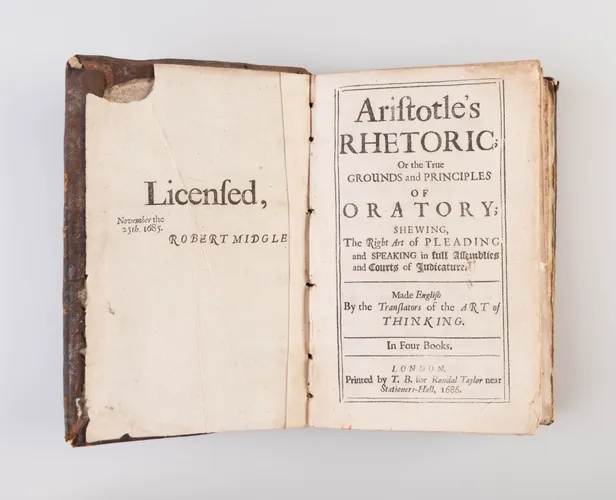 Licenſed,
November the
25th. 1685.
ROBERT MIDGLE
Ariſtotle's
RHETORIC;
Or the True
GROUNDS and PRINCIPLES
OF
ORATORY;
SHEWING,
The Right Art of PLEADING,
and SPEAKING in full Aſſemblies
and Courts of Judicature.
Made Engliſh
By the Tranſlators of the ART of
THINKING.
In Four Books.
LONDON,
Printed by T. B. for Randal Taylor near
Stationers-Hall, 1686.